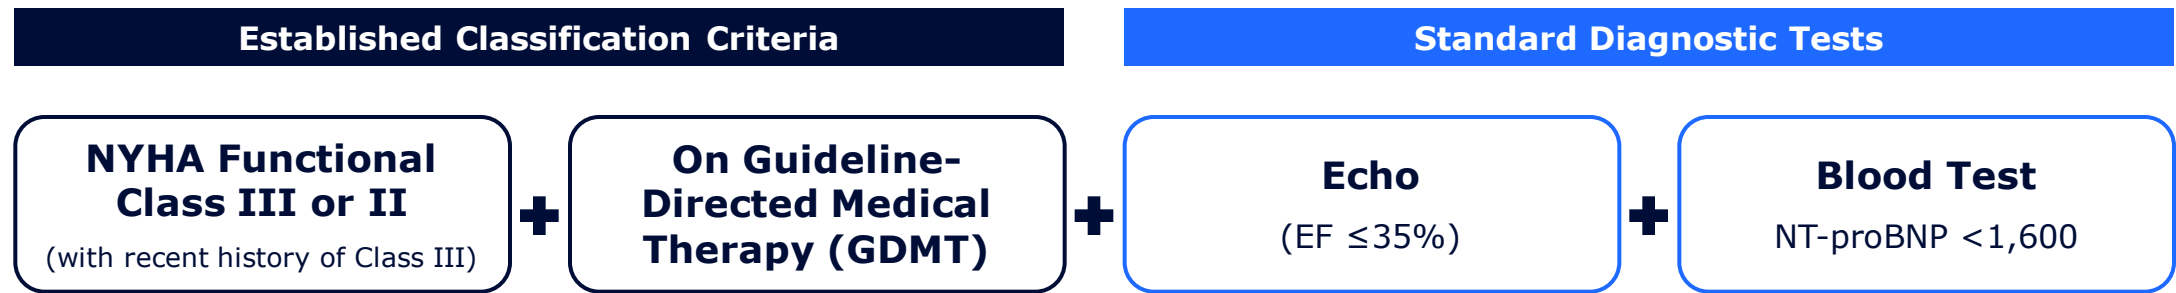 Established Classification Criteria
Standard Diagnostic Tests
NYHA Functional
Class III or II
(with recent history of Class III)
On Guideline-
Directed Medical
Therapy (GDMT)
Echo
(EF ≤35%)
Blood Test
NT-proBNP <1,600